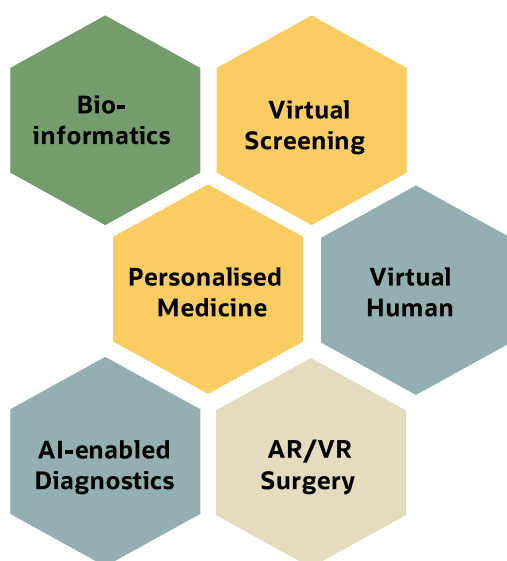 Bio-
informatics
Virtual
Screening
Personalised
Medicine
Virtual
Human
AI-enabled
Diagnostics
AR/VR
Surgery